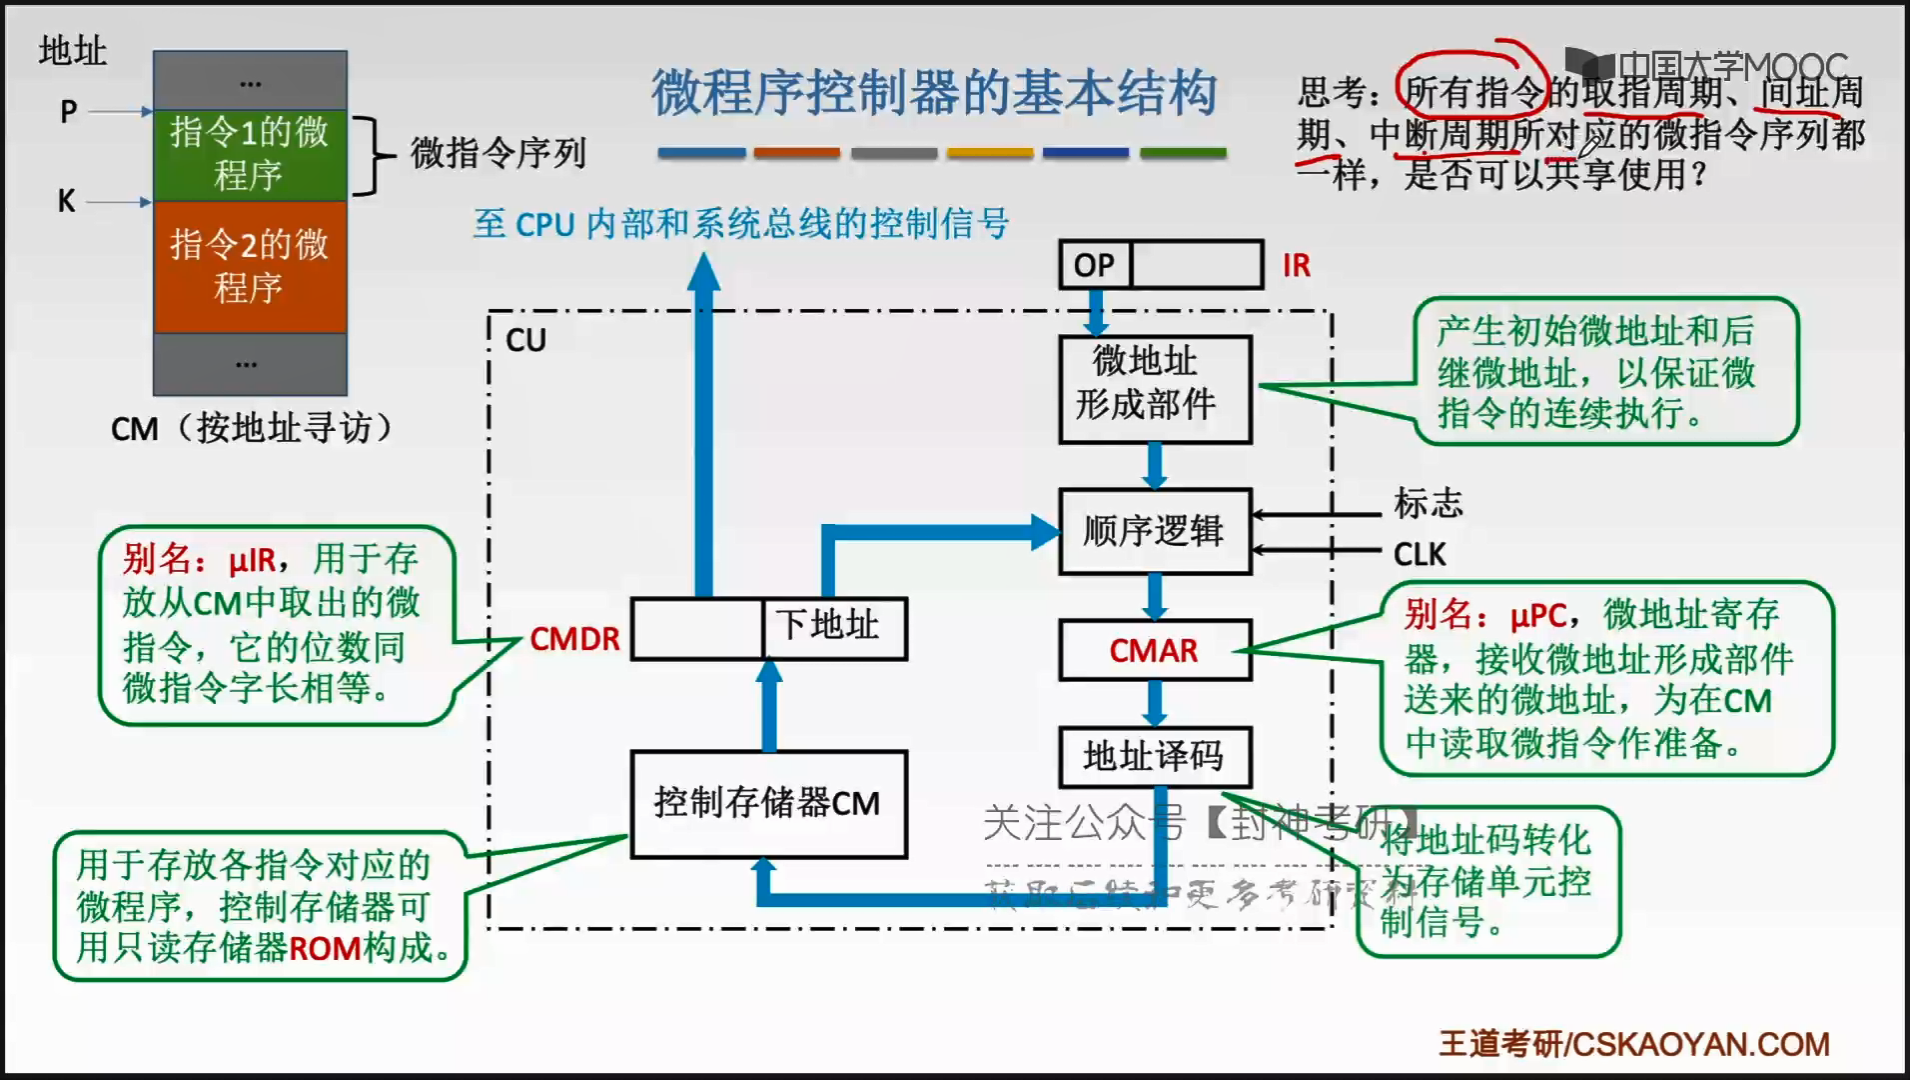 地址
...
P
指令1的微
程序
微指令序列
K
指令2的微
程序
...
CM（按地址寻访）
微程序控制器的基本结构
中国大学MOOC
思考：所有指令的取指周期、间址周
期、中断周期所对应的微指令序列都
一样，是否可以共享使用？
至 CPU 内部和系统总线的控制信号
OP
IR
CU
微地址
形成部件
产生初始微地址和后
继微地址，以保证微
指令的连续执行。
顺序逻辑
标志
CLK
别名：μIR，用于存
放从CM中取出的微
指令，它的位数同
微指令字长相等。
CMDR
下地址
CMAR
别名：μPC，微地址寄存
器，接收微地址形成部件
送来的微地址，为在CM
中读取微指令作准备。
地址译码
控制存储器CM
关注公众号【封神考研】
获取后续和更多考研资料
将地址码转化
为存储单元控
制信号。
用于存放各指令对应的
微程序，控制存储器可
用只读存储器ROM构成。
王道考研/CSKAOYAN.COM